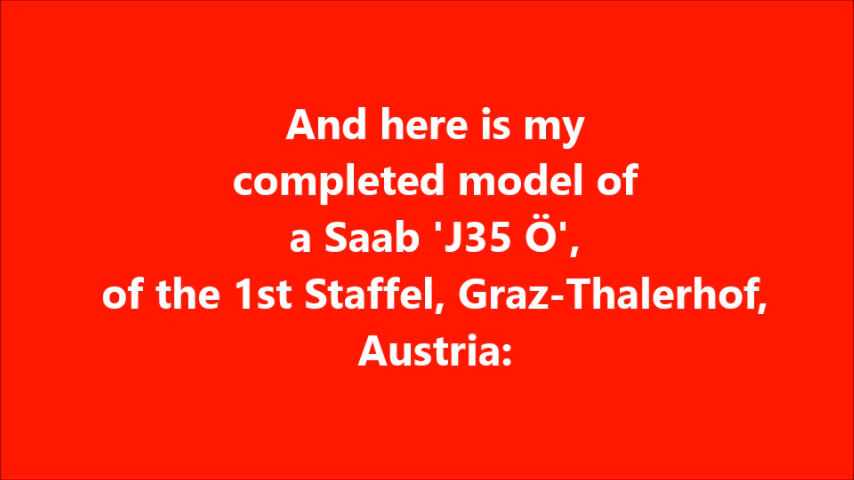 And here is my
completed model of
a Saab 'J35 Ö',
of the 1st Staffel, Graz-Thalerhof,
Austria: